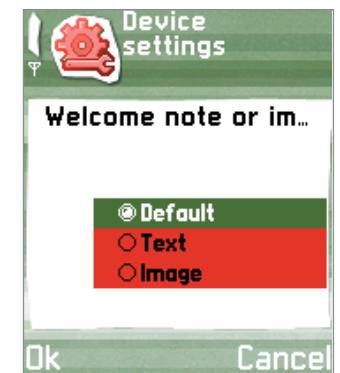 Device
settings
Welcome note or im…
Default
Text
Image
Ok Cancel